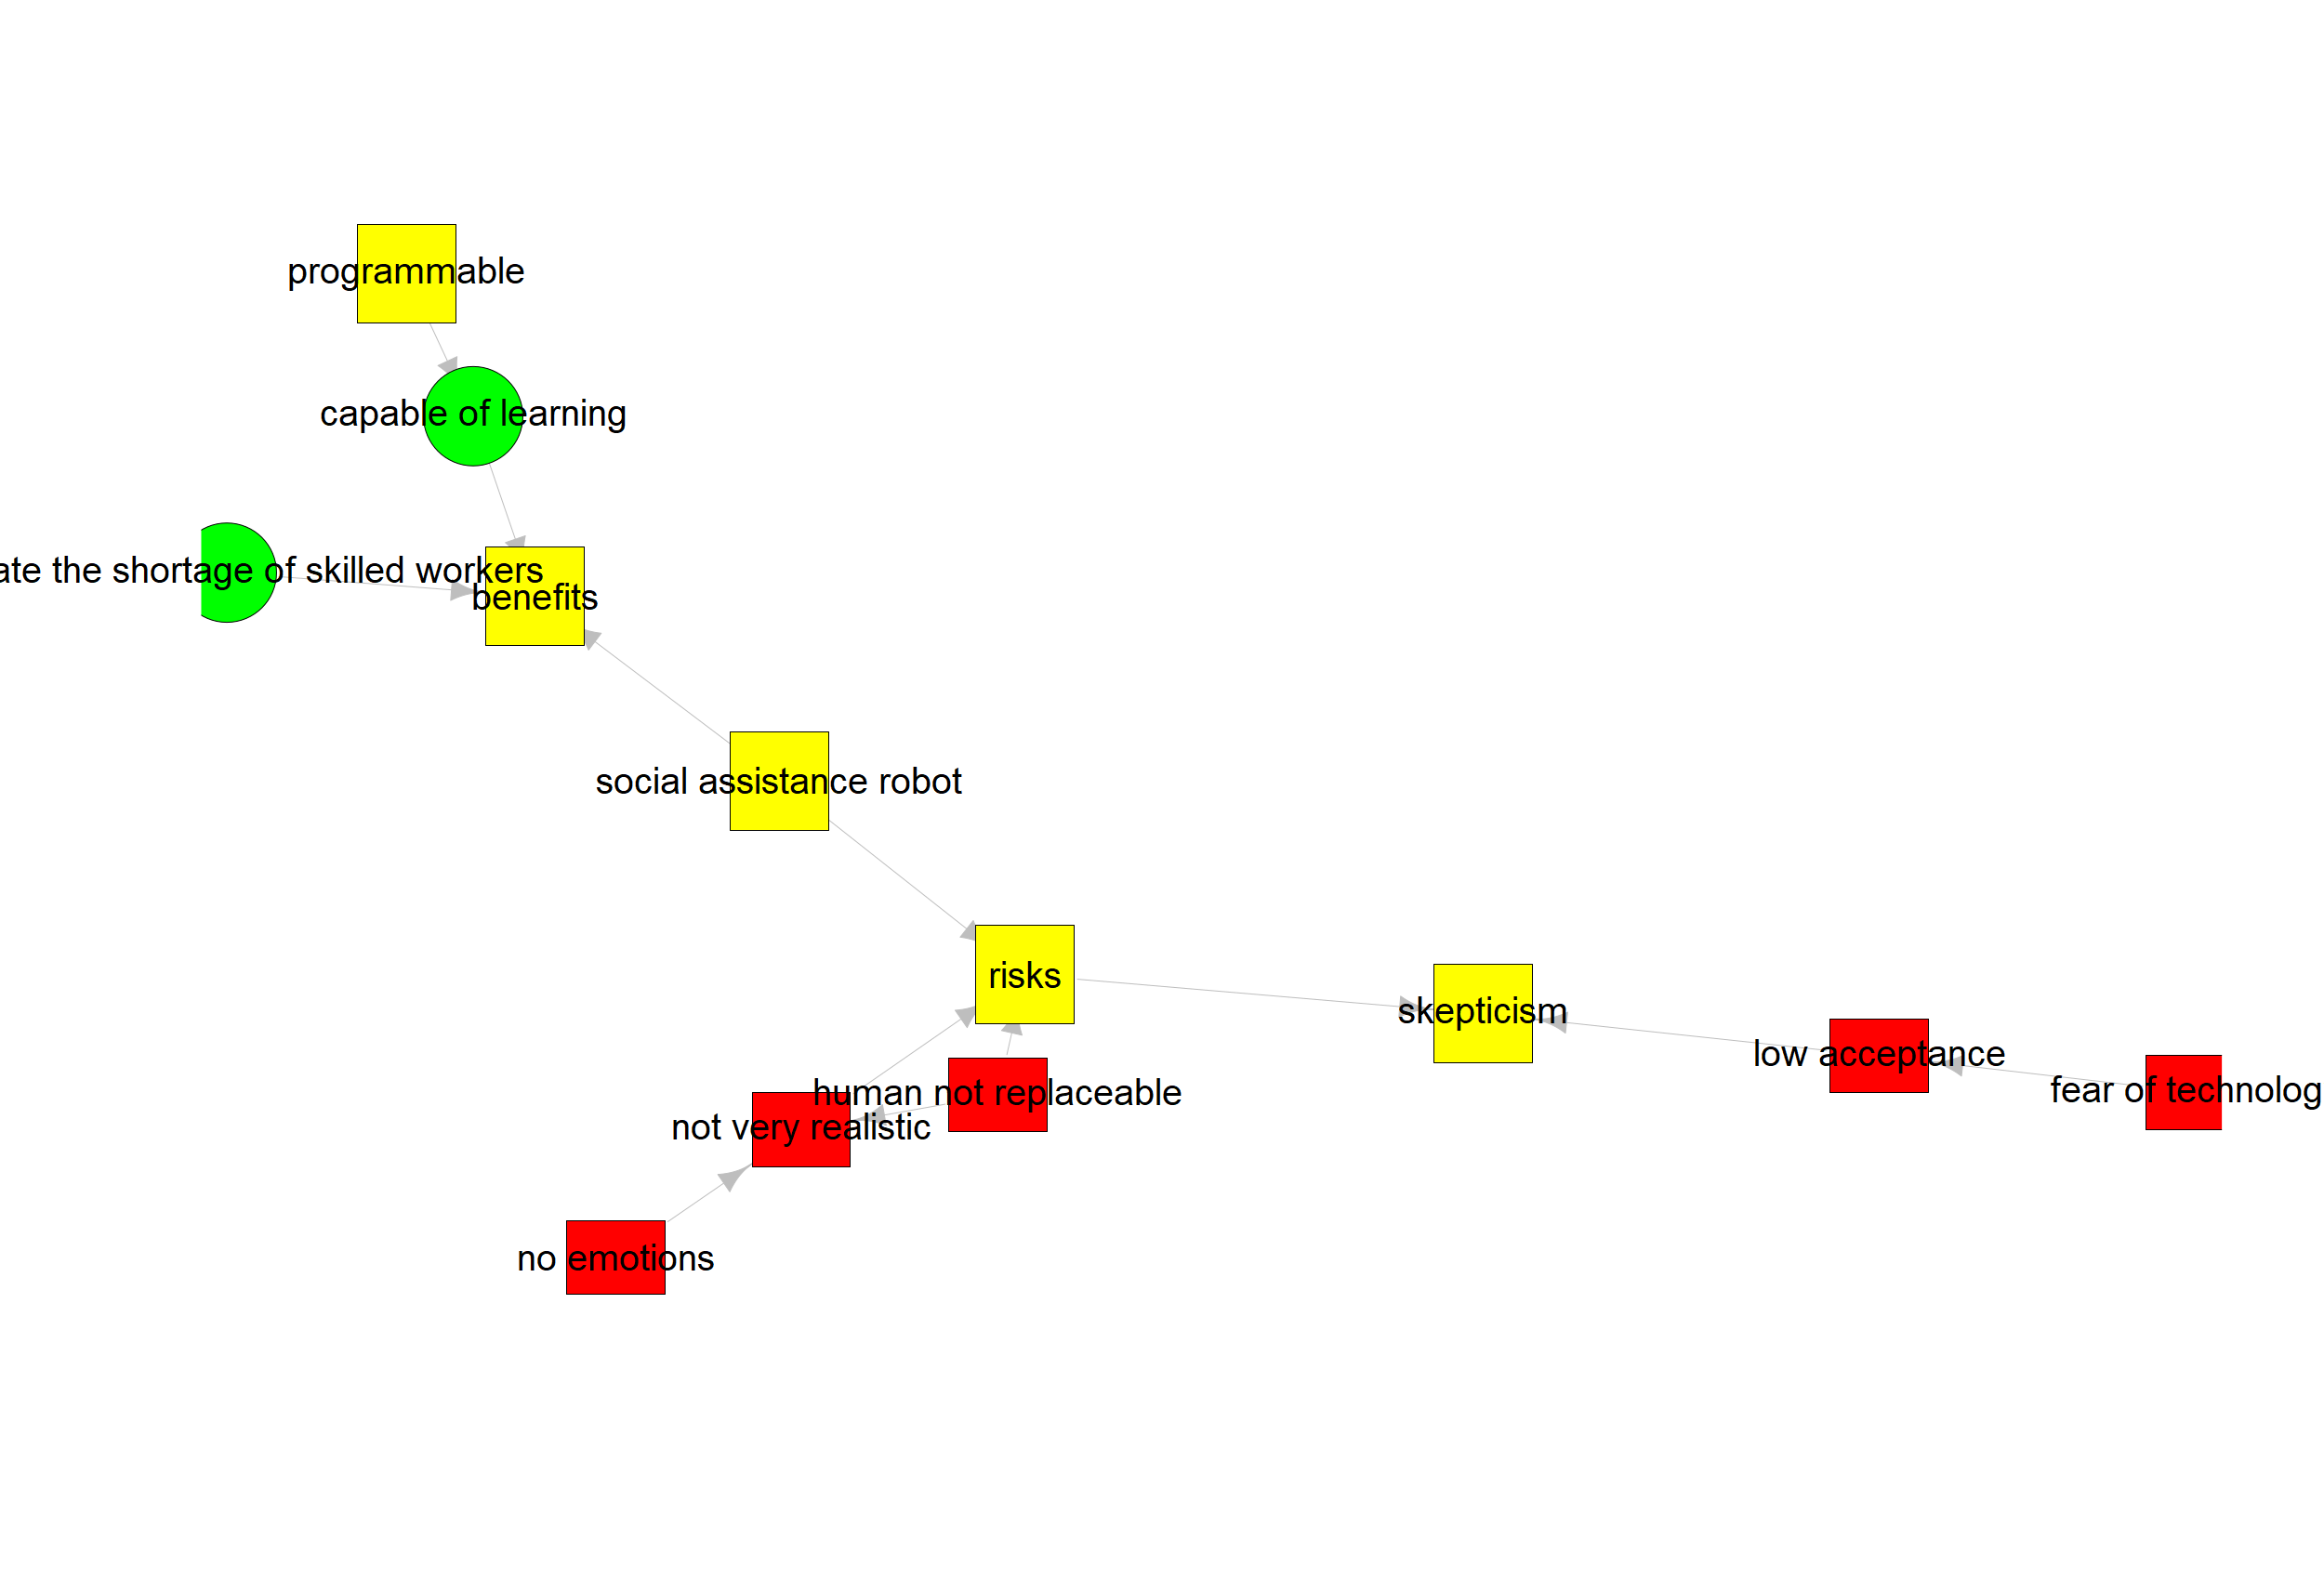 programmable
capable of learning
ate the shortage of skilled workers
benefits
social assistance robot
risks
skepticism
low acceptance
fear of technolog
human not replaceable
not very realistic
no emotions